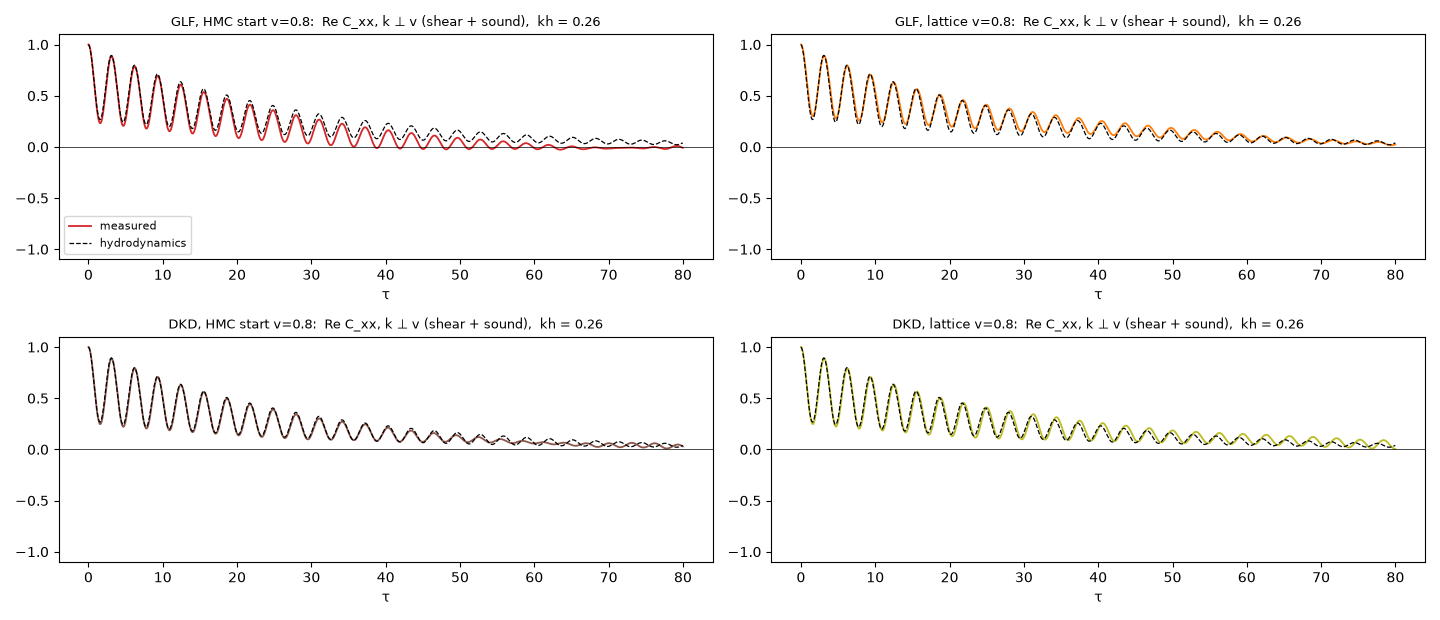 GLF, HMC start v=0.8:  Re C_xx, k ⊥ v (shear + sound),  kh = 0.26
1.0
0.5
0.0
−0.5
−1.0
measured
hydrodynamics
0 10 20 30 40 50 60 70 80
τ
GLF, lattice v=0.8:  Re C_xx, k ⊥ v (shear + sound),  kh = 0.26
1.0
0.5
0.0
−0.5
−1.0
0 10 20 30 40 50 60 70 80
τ
DKD, HMC start v=0.8:  Re C_xx, k ⊥ v (shear + sound),  kh = 0.26
1.0
0.5
0.0
−0.5
−1.0
0 10 20 30 40 50 60 70 80
τ
DKD, lattice v=0.8:  Re C_xx, k ⊥ v (shear + sound),  kh = 0.26
1.0
0.5
0.0
−0.5
−1.0
0 10 20 30 40 50 60 70 80
τ